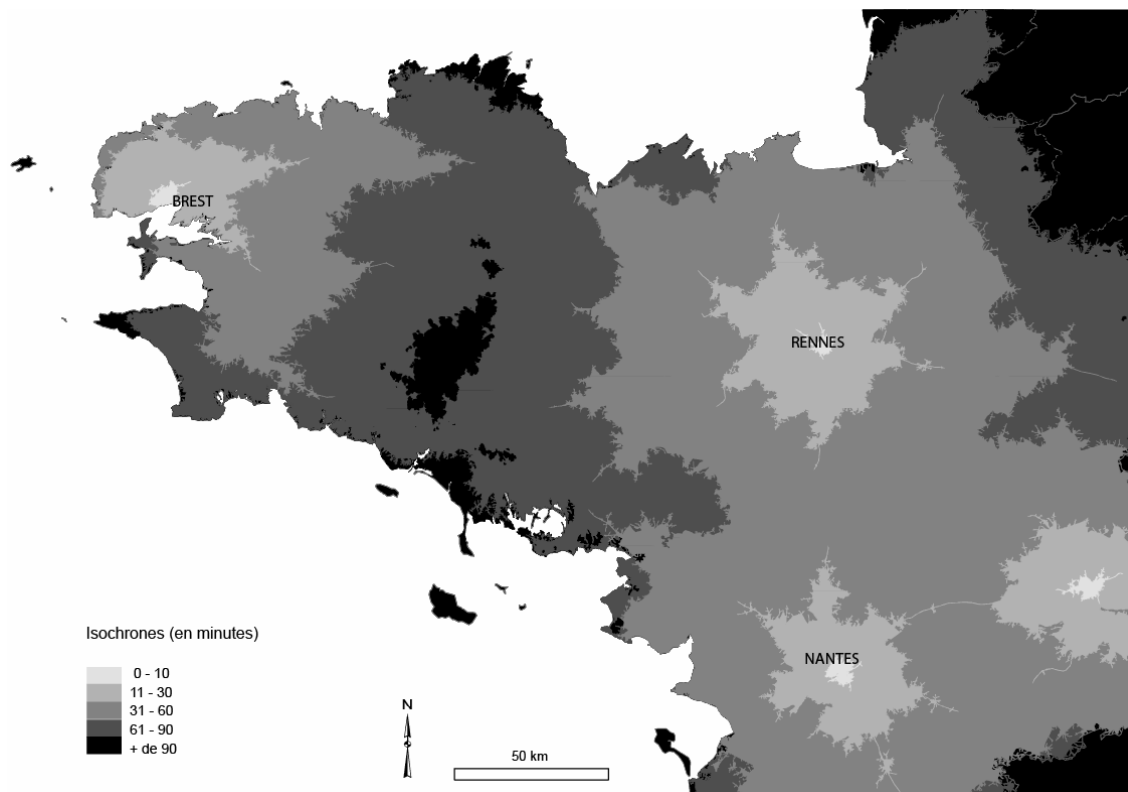 BREST
RENNES
NANTES
Isochrones (en minutes)
0 - 10
11 - 30
31 - 60
61 - 90
+ de 90
N
50 km